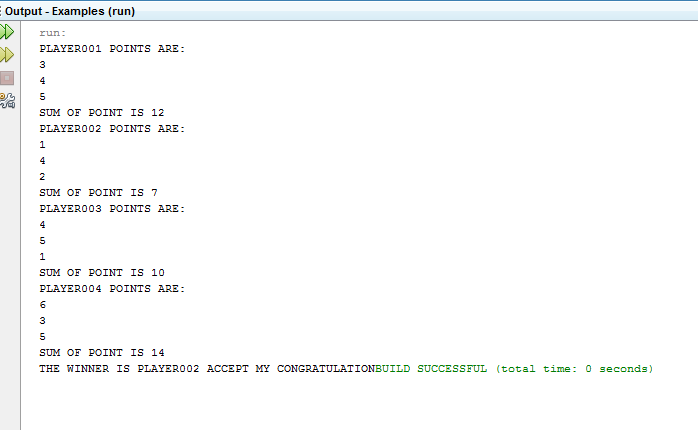 Output - Examples (run)
run:
PLAYER001 POINTS ARE:
3
4
5
SUM OF POINT IS 12
PLAYER002 POINTS ARE:
1
4
2
SUM OF POINT IS 7
PLAYER003 POINTS ARE:
4
5
1
SUM OF POINT IS 10
PLAYER004 POINTS ARE:
6
3
5
SUM OF POINT IS 14
THE WINNER IS PLAYER002 ACCEPT MY CONGRATULATIONBUILD SUCCESSFUL (total time: 0 seconds)